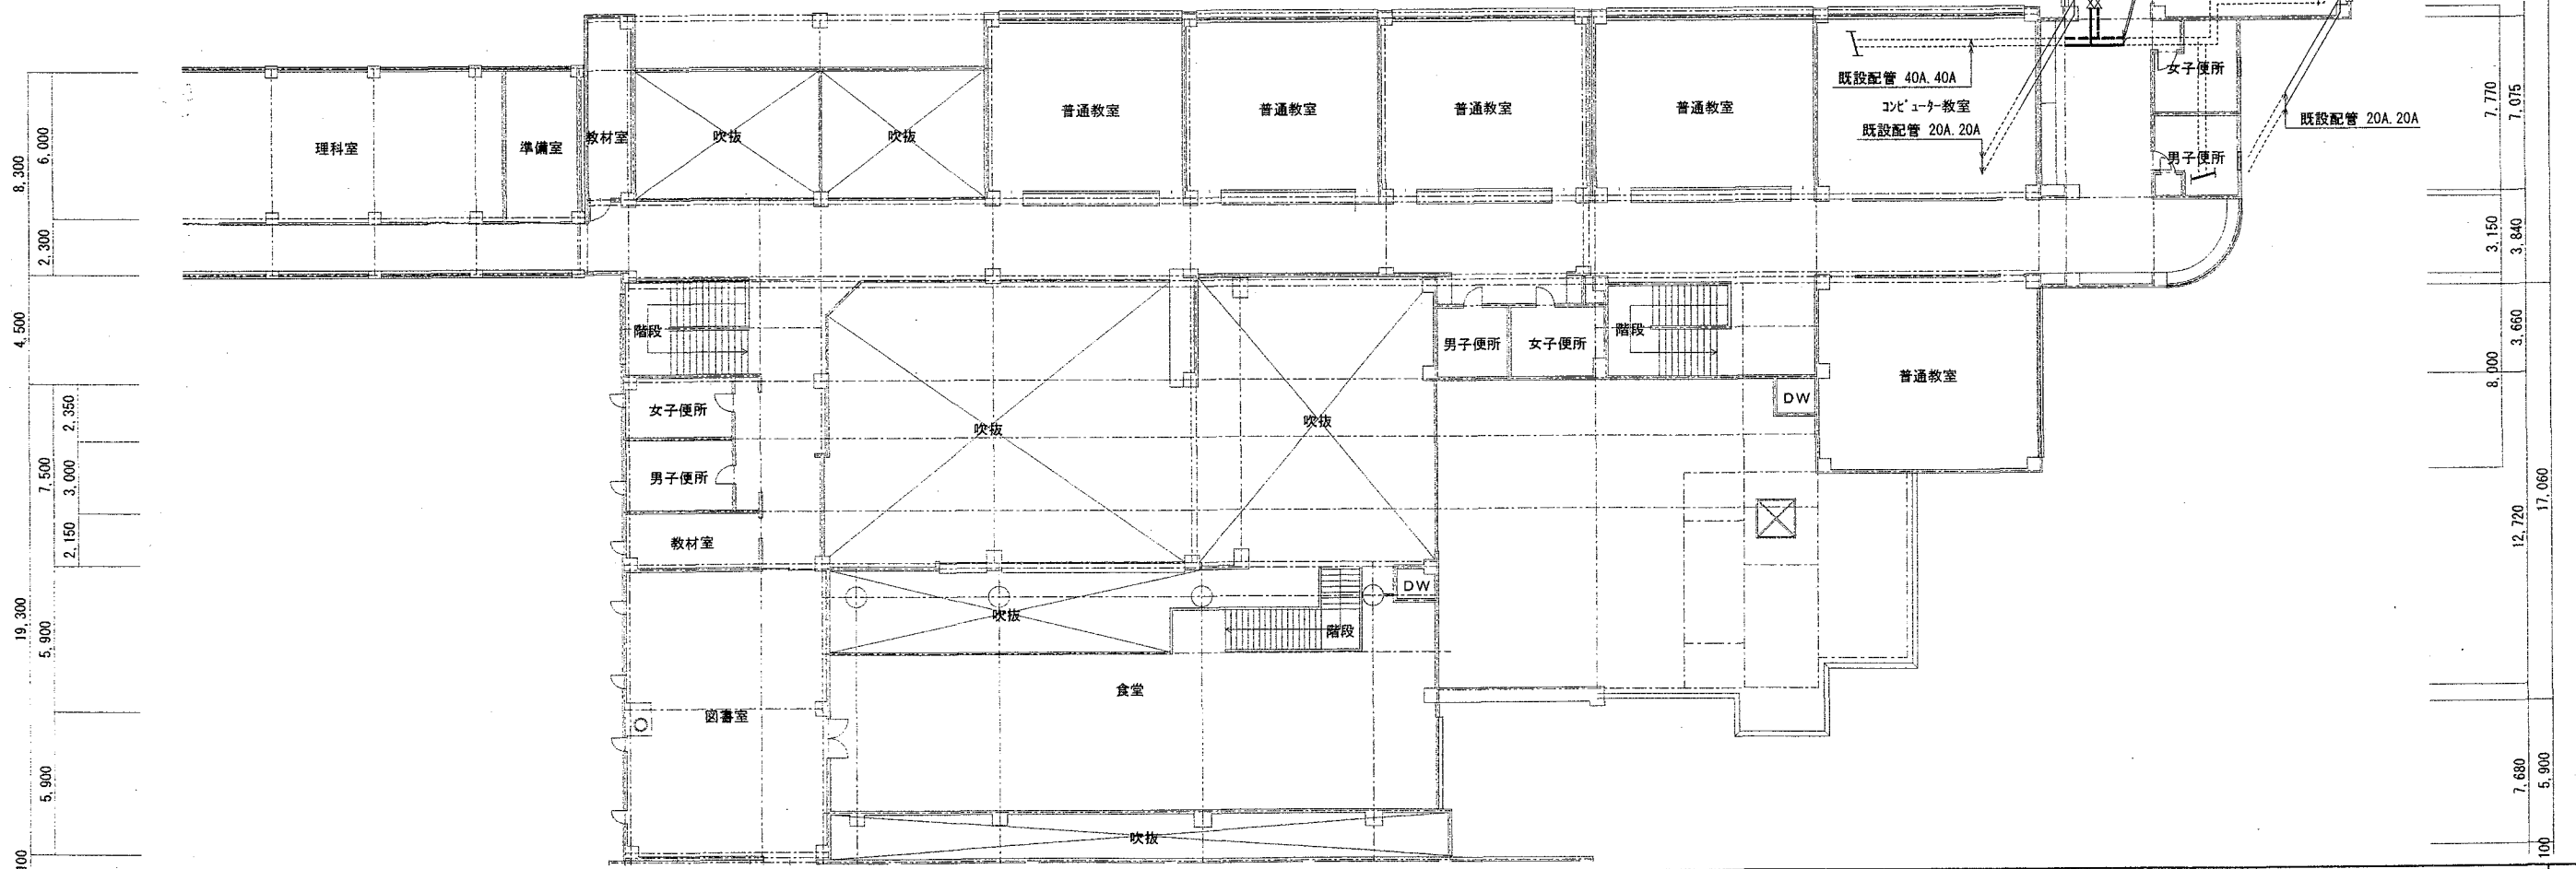 既設配管 40A.40A
コンピューター教室
既設配管 20A.20A
女子便所
男子便所
既設配管 20A.20A
理科室
準備室
教材室
吹抜
吹抜
普通教室
普通教室
普通教室
普通教室
階段
女子便所
男子便所
教材室
吹抜
吹抜
男子便所
女子便所
階段
DW
普通教室
吹抜
DW
階段
食堂
図書室
吹抜
8,300
6,000
2,300
4,500
2,350
7,500
3,000
2,150
19,300
5,900
5,900
7,770
7,075
3,150
3,840
3,660
8,000
17,060
12,720
7,680
5,900
100